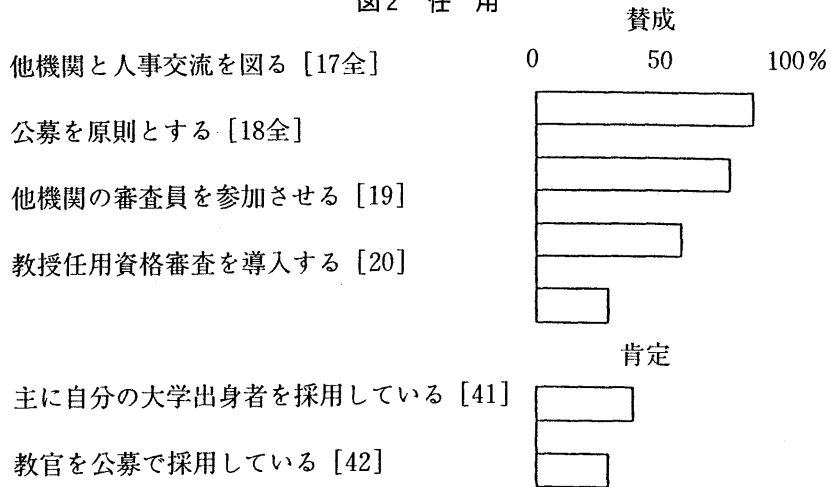 図2 任 用
賛成
0 50 100%
他機関と人事交流を図る [17全]
公募を原則とする [18全]
他機関の審査員を参加させる [19]
教授任用資格審査を導入する [20]
肯定
主に自分の大学出身者を採用している [41]
教官を公募で採用している [42]